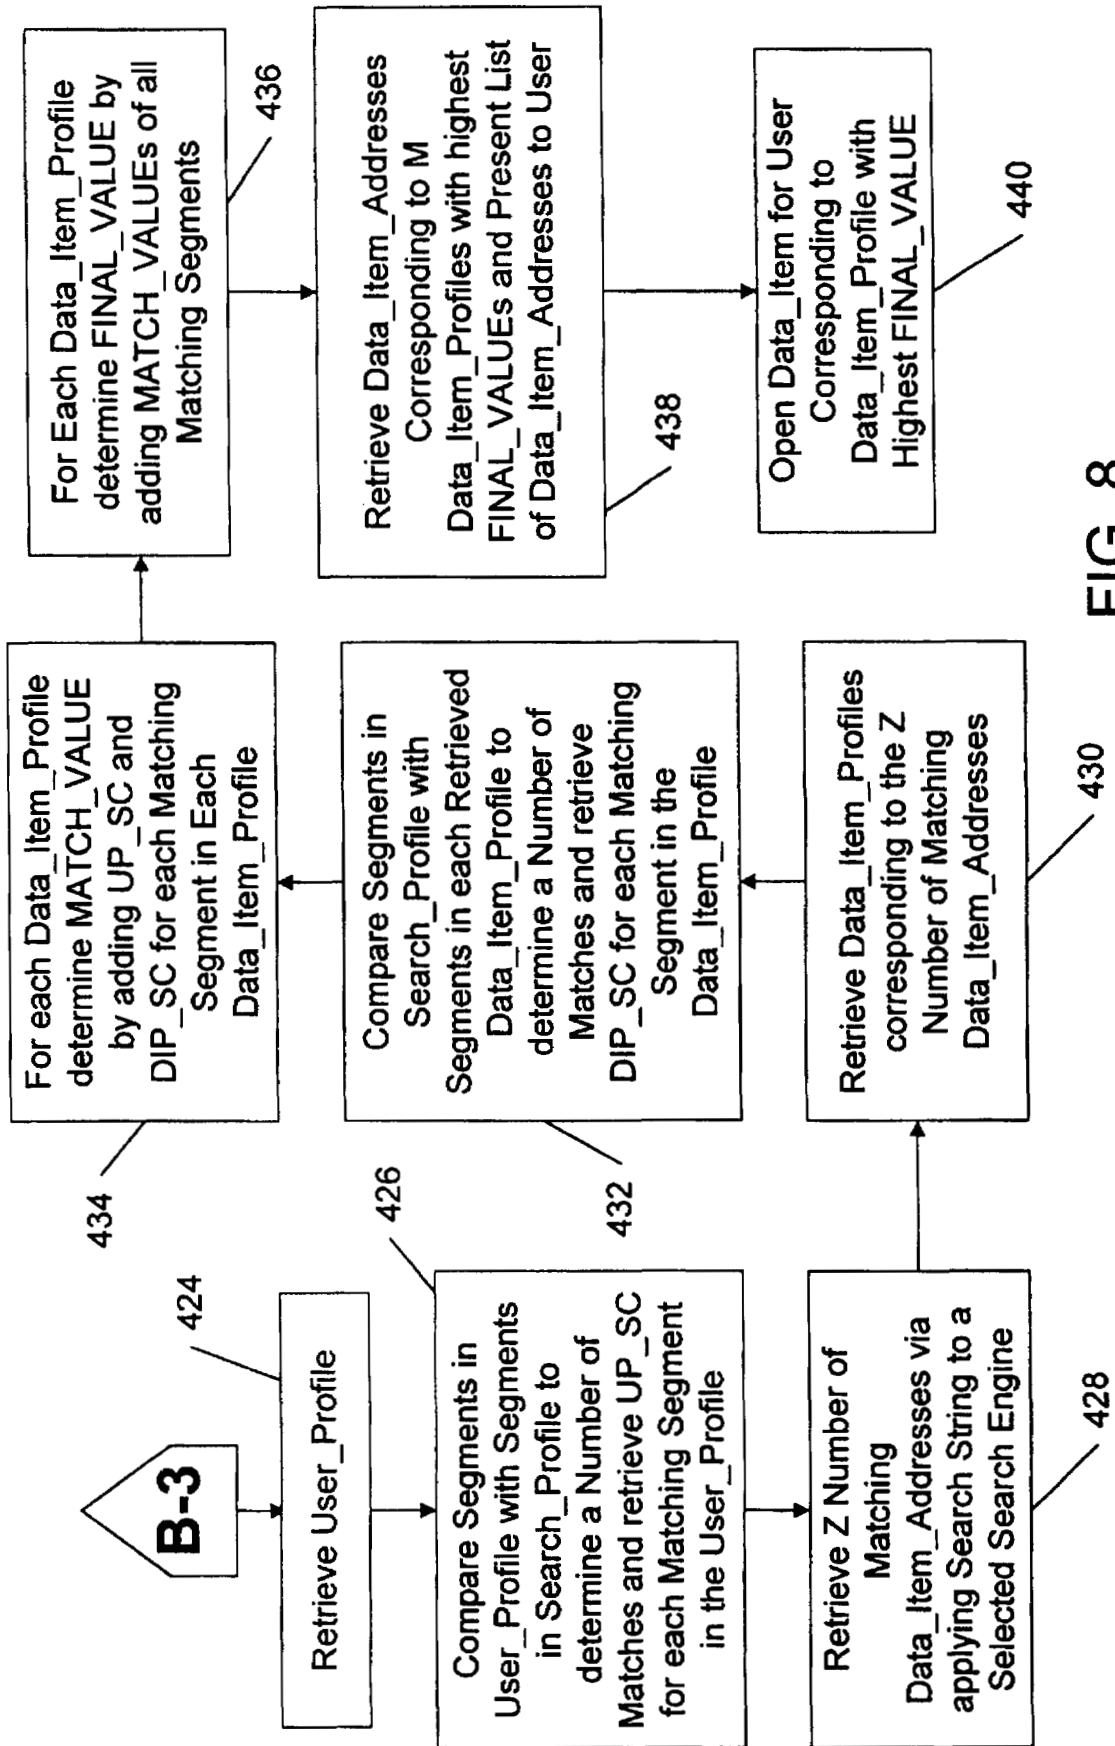 B-3
424
Retrieve User_Profile
426
Compare Segments in
User_Profile with Segments
in Search_Profile to
determine a Number of
Matches and retrieve UP_SC
for each Matching Segment
in the User_Profile
Retrieve Z Number of
Matching
Data_Item_Addresses via
applying Search String to a
Selected Search Engine
428
Retrieve Data_Item_Profiles
corresponding to the Z
Number of Matching
Data_Item_Addresses
430
Compare Segments in
Search_Profile with
Segments in each Retrieved
Data_Item_Profile to
determine a Number of
Matches and retrieve
DIP_SC for each Matching
Segment in the
Data_Item_Profile
432
For each Data_Item_Profile
determine MATCH_VALUE
by adding UP_SC and
DIP_SC for each Matching
Segment in Each
Data_Item_Profile
434
For Each Data_Item_Profile
determine FINAL_VALUE by
adding MATCH_VALUEs of all
Matching Segments
436
Retrieve Data_Item_Addresses
Corresponding to M
Data_Item_Profiles with highest
FINAL_VALUEs and Present List
of Data_Item_Addresses to User
438
Open Data_Item for User
Corresponding to
Data_Item_Profile with
Highest FINAL_VALUE
440
FIG. 8